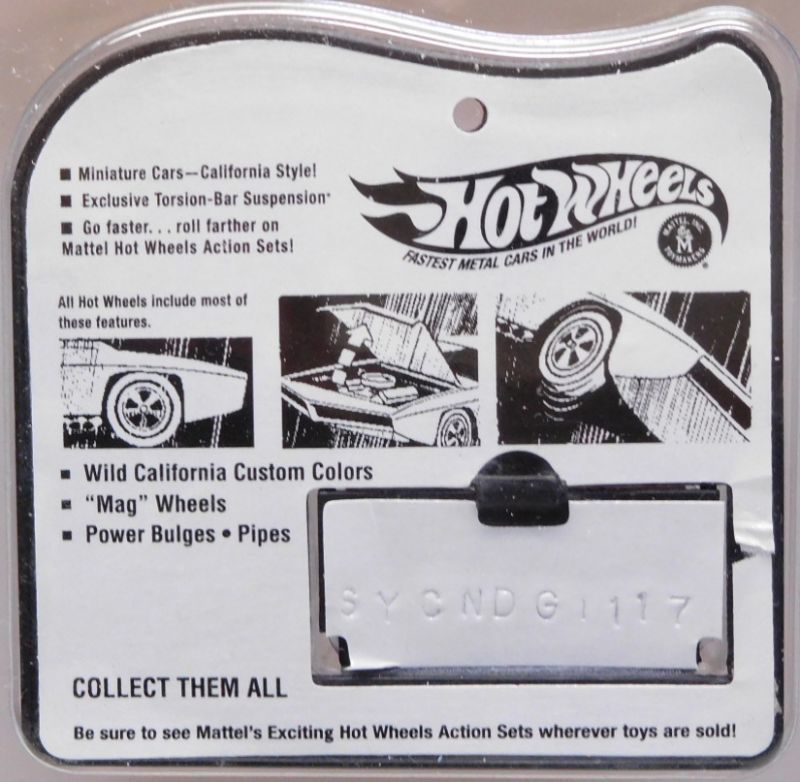 ■ Miniature Cars—California Style!
■ Exclusive Torsion-Bar Suspension*
■ Go faster... roll farther on
Mattel Hot Wheels Action Sets!
Hot Wheels
FASTEST METAL CARS IN THE WORLD!
MATTEL, INC.
M
TOYMAKERS
®
All Hot Wheels include most of
these features.
■ Wild California Custom Colors
■ “Mag” Wheels
■ Power Bulges • Pipes
SYCNDG1117
COLLECT THEM ALL
Be sure to see Mattel's Exciting Hot Wheels Action Sets wherever toys are sold!